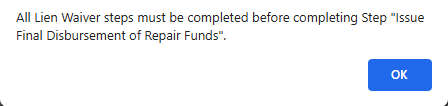 All Lien Waiver steps must be completed before completing Step "Issue
Final Disbursement of Repair Funds".
OK